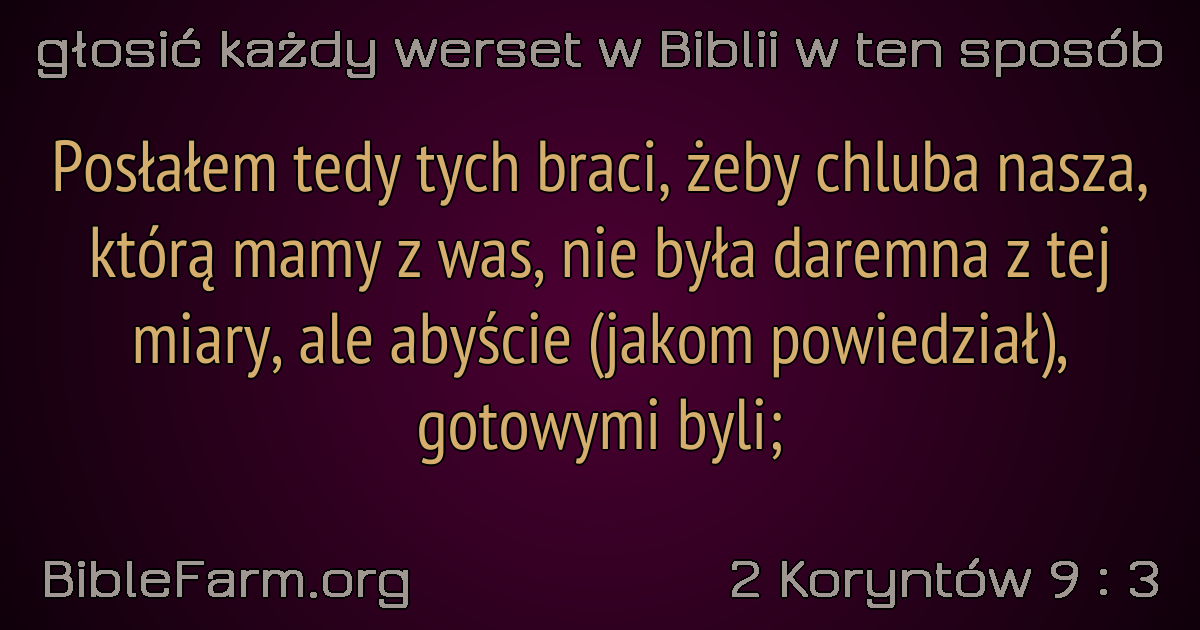 głosić każdy werset w Biblii w ten sposób
Posłałem tedy tych braci, żeby chluba nasza,
którą mamy z was, nie była daremna z tej
miary, ale abyście (jakom powiedział),
gotowymi byli;
BibleFarm.org
2 Koryntów 9 : 3